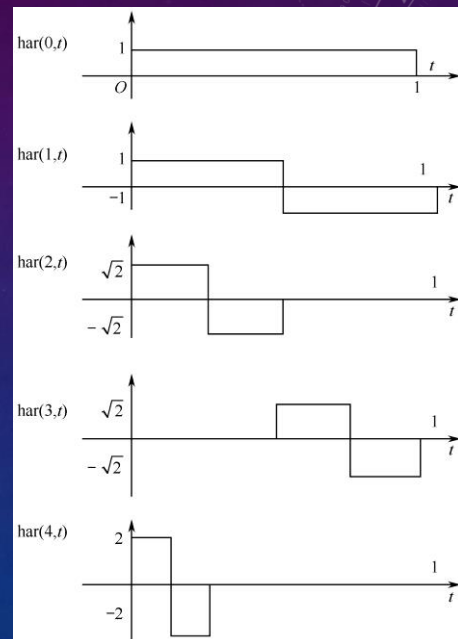 har(0,t)
1
O
1
t
har(1,t)
1
−1
1
t
har(2,t)
√2
−√2
1
t
har(3,t)
√2
−√2
1
t
har(4,t)
2
−2
1
t